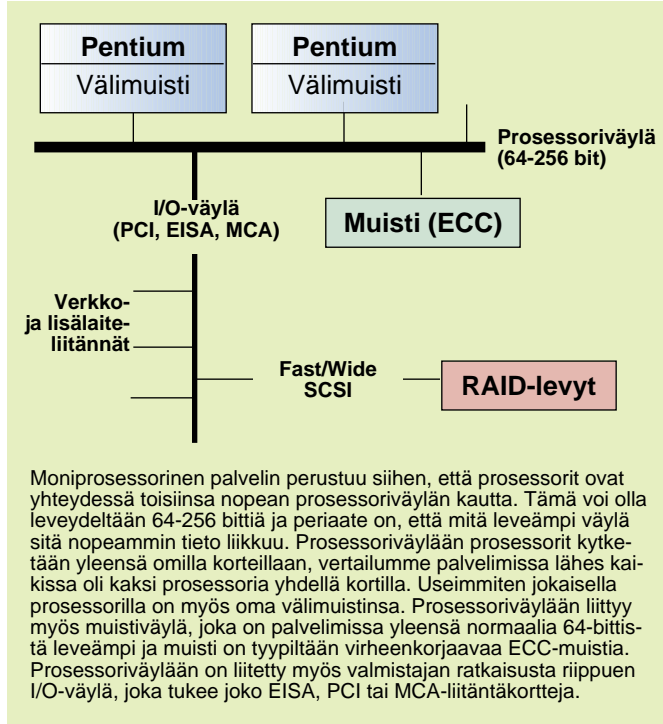 Pentium
Välimuisti
Pentium
Välimuisti
Prosessoriväylä
(64-256 bit)
I/O-väylä
(PCI, EISA, MCA)
Muisti (ECC)
Verkko-
ja lisälaite-
liitännät
Fast/Wide
SCSI
RAID-levyt
Moniprosessorinen palvelin perustuu siihen, että prosessorit ovat
yhteydessä toisiinsa nopean prosessoriväylän kautta. Tämä voi olla
leveydeltään 64-256 bittiä ja periaate on, että mitä leveämpi väylä
sitä nopeammin tieto liikkuu. Prosessoriväylään prosessorit kytke-
tään yleensä omilla korteillaan, vertailumme palvelimissa lähes kai-
kissa oli kaksi prosessoria yhdellä kortilla. Useimmiten jokaisella
prosessorilla on myös oma välimuistinsa. Prosessoriväylään liittyy
myös muistiväylä, joka on palvelimissa yleensä normaalia 64-bittis-
tä leveämpi ja muisti on tyypiltään virheenkorjaavaa ECC-muistia.
Prosessoriväylään on liitetty myös valmistajan ratkaisusta riippuen
I/O-väylä, joka tukee joko EISA, PCI tai MCA-liitäntäkortteja.